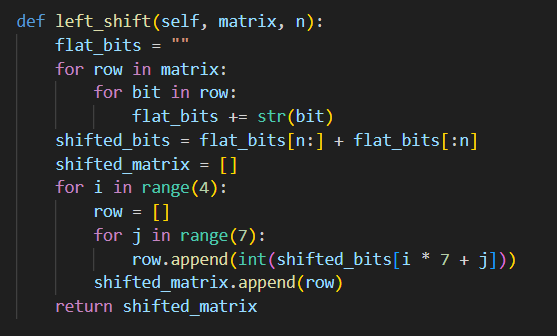 def left_shift(self, matrix, n):
    flat_bits = ""
    for row in matrix:
        for bit in row:
            flat_bits += str(bit)
    shifted_bits = flat_bits[n:] + flat_bits[:n]
    shifted_matrix = []
    for i in range(4):
        row = []
        for j in range(7):
            row.append(int(shifted_bits[i * 7 + j]))
        shifted_matrix.append(row)
    return shifted_matrix